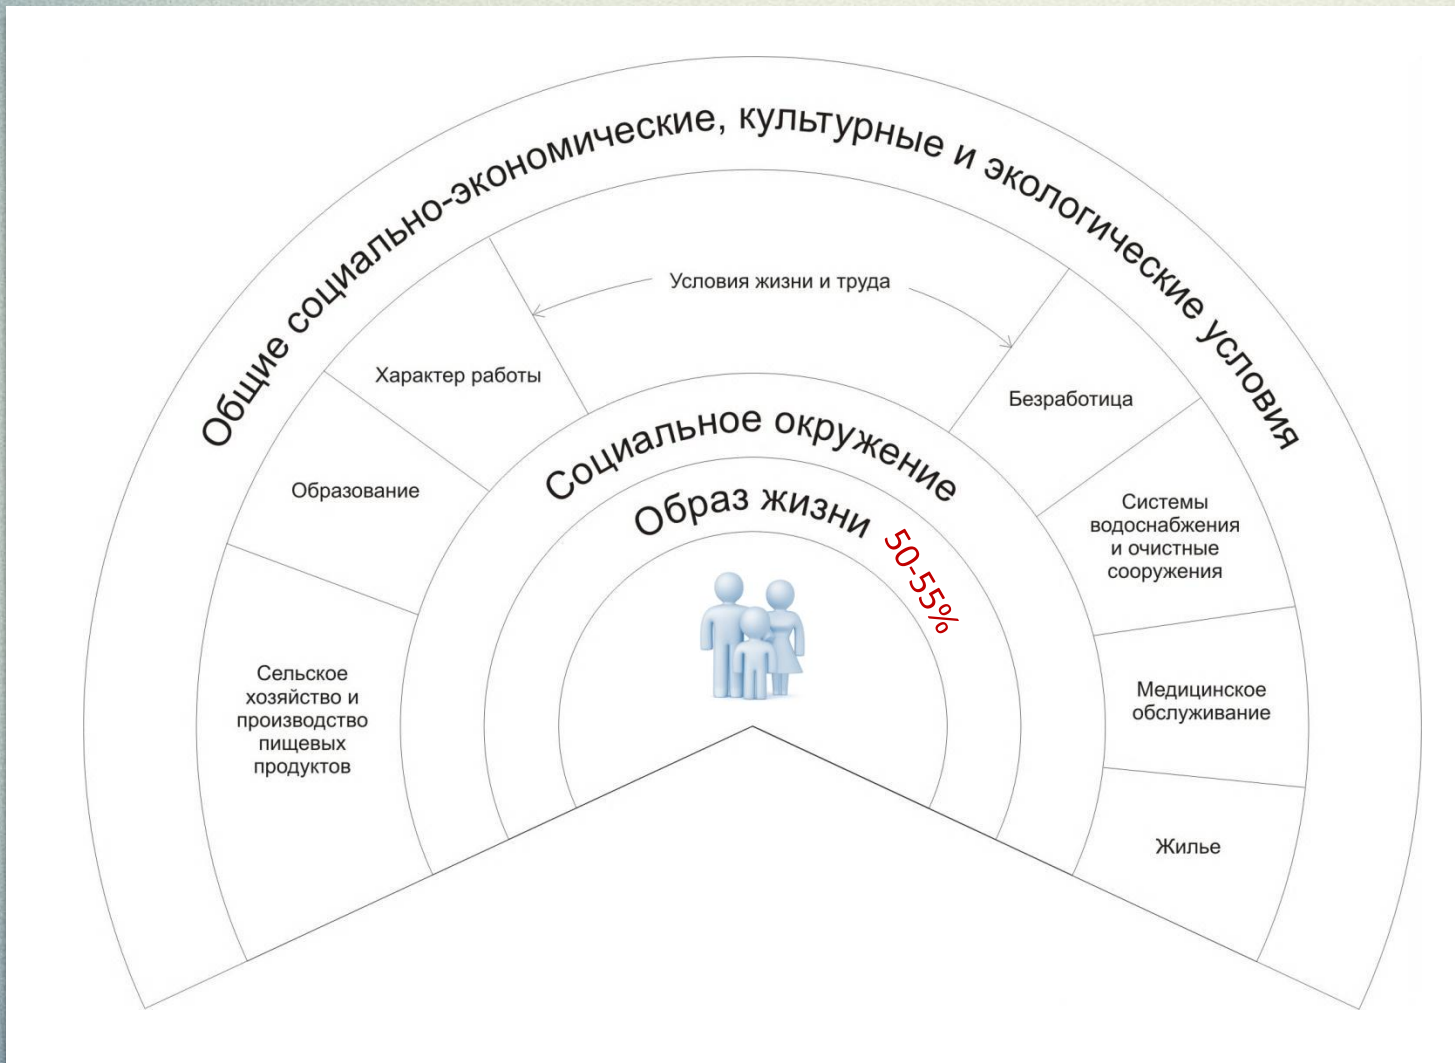 Общие социально-экономические, культурные и экологические условия
Условия жизни и труда
Характер работы
Безработица
Образование
Системы
водоснабжения
и очистные
сооружения
Сельское
хозяйство и
производство
пищевых
продуктов
Медицинское
обслуживание
Жилье
Социальное окружение
Образ жизни
50-55%